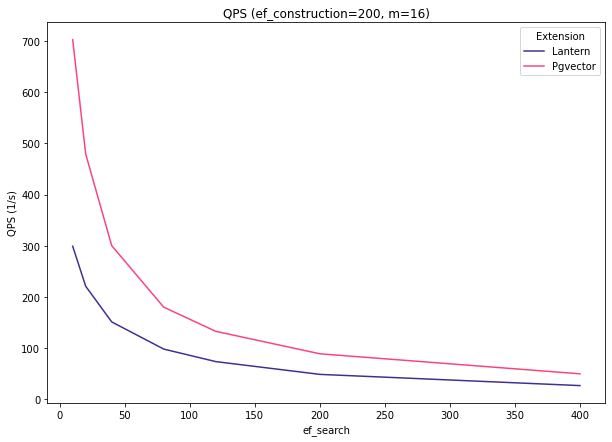 QPS (ef_construction=200, m=16)
Extension
Lantern
Pgvector
700
600
500
400
300
200
100
0
QPS (1/s)
0 50 100 150 200 250 300 350 400
ef_search